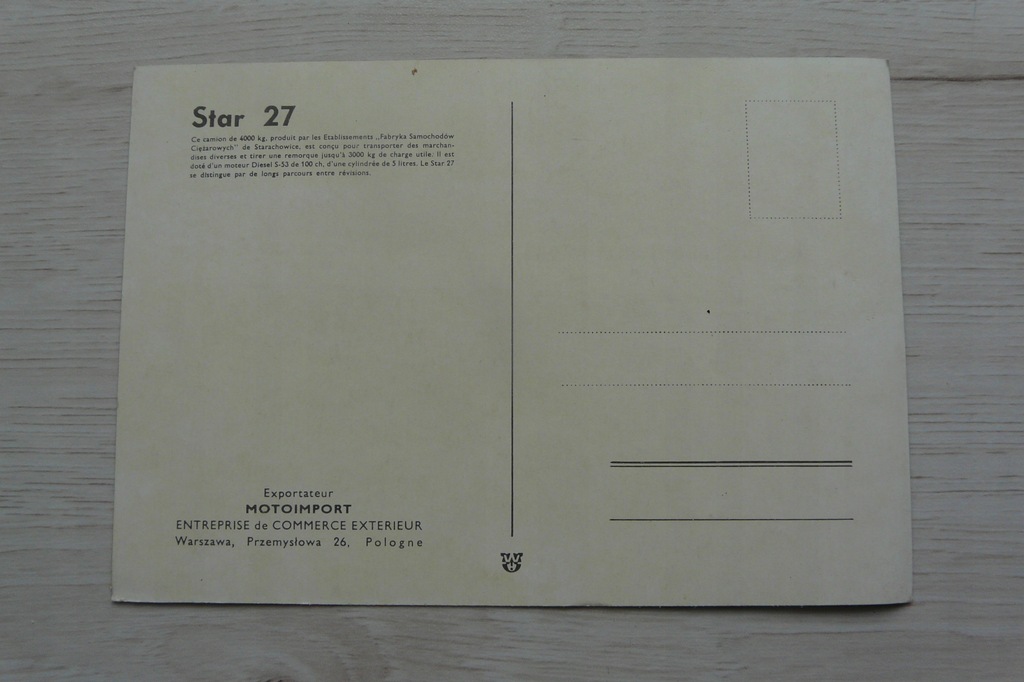 Star 27
Ce camion de 4000 kg, produit par les Etablissements „Fabryka Samochodów
Ciężarowych" de Starachowice, est conçu pour transporter des marchan-
dises diverses et tirer une remorque jusqu'à 3000 kg de charge utile. Il est
doté d'un moteur Diesel S-53 de 100 ch, d'une cylindrée de 5 litres. Le Star 27
se distingue par de longs parcours entre révisions.
Exportateur
MOTOIMPORT
ENTREPRISE de COMMERCE EXTERIEUR
Warszawa, Przemysłowa 26, Pologne